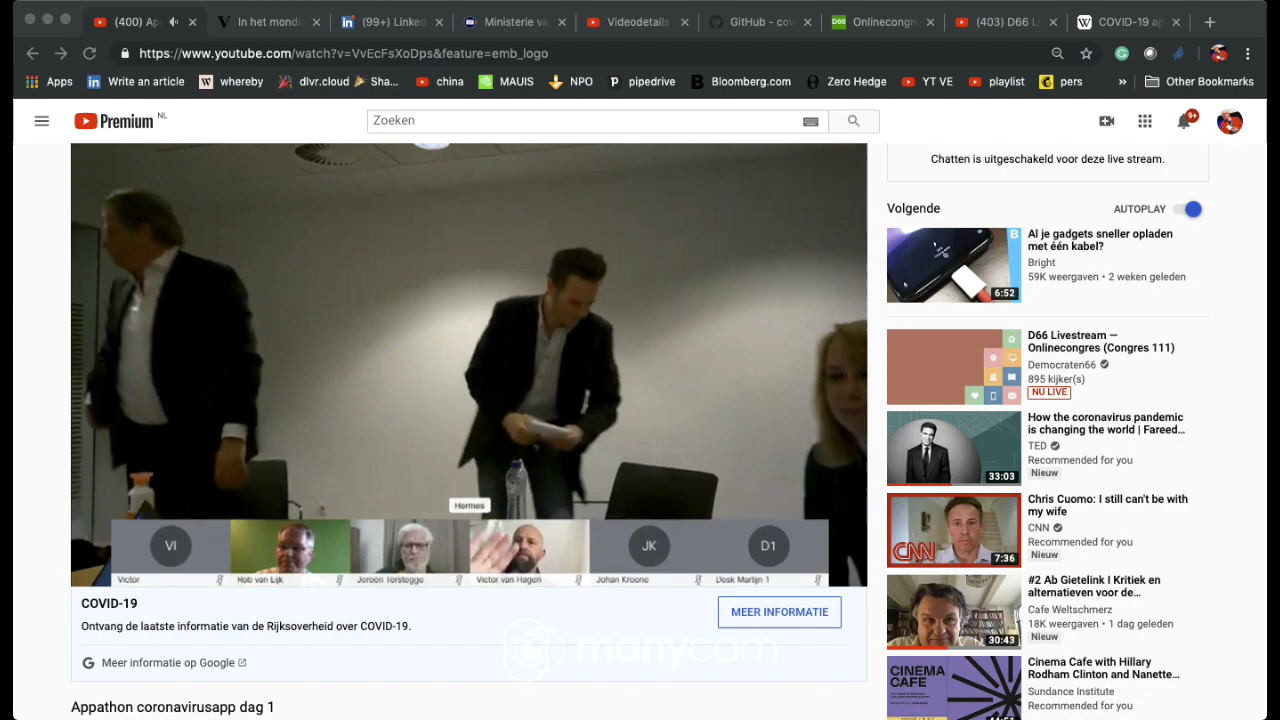 (400) App
In het mondi
(99+) Linked
Ministerie va
Videodetails
GitHub - cov
Onlinecongre
(403) D66 Li
COVID-19 ap
https://www.youtube.com/watch?v=VvEcFsXoDps&feature=emb_logo
Apps
Write an article
whereby
dlvr.cloud
Sha...
china
MAUIS
NPO
pipedrive
Bloomberg.com
Zero Hedge
YT VE
playlist
pers
»
Other Bookmarks
Premium NL
Zoeken
9+
Chatten is uitgeschakeld voor deze live stream.
Volgende
AUTOPLAY
Al je gadgets sneller opladen
met één kabel?
Bright
59K weergaven • 2 weken geleden
6:52
D66 Livestream —
Onlinecongres (Congres 111)
Democraten66
895 kijker(s)
NU LIVE
How the coronavirus pandemic
is changing the world | Fareed...
TED
Recommended for you
Nieuw
33:03
Chris Cuomo: I still can't be with
my wife
CNN
Recommended for you
Nieuw
CNN
7:36
#2 Ab Gietelink I Kritiek en
alternatieven voor de...
Cafe Weltschmerz
18K weergaven • 1 dag geleden
Nieuw
30:43
Cinema Cafe with Hillary
Rodham Clinton and Nanette...
Sundance Institute
Recommended for you
CINEMA
CAFE
Hermes
VI
JK
D1
Victor
Rob van Lijk
Jeroen Terstegge
Victor van Hagen
Johan Kroone
Desk Martijn 1
COVID-19
Ontvang de laatste informatie van de
heid over COVID-19.
MEER INFORMATIE
Meer informatie op Google
manycam
Appathon coronavirusapp dag 1